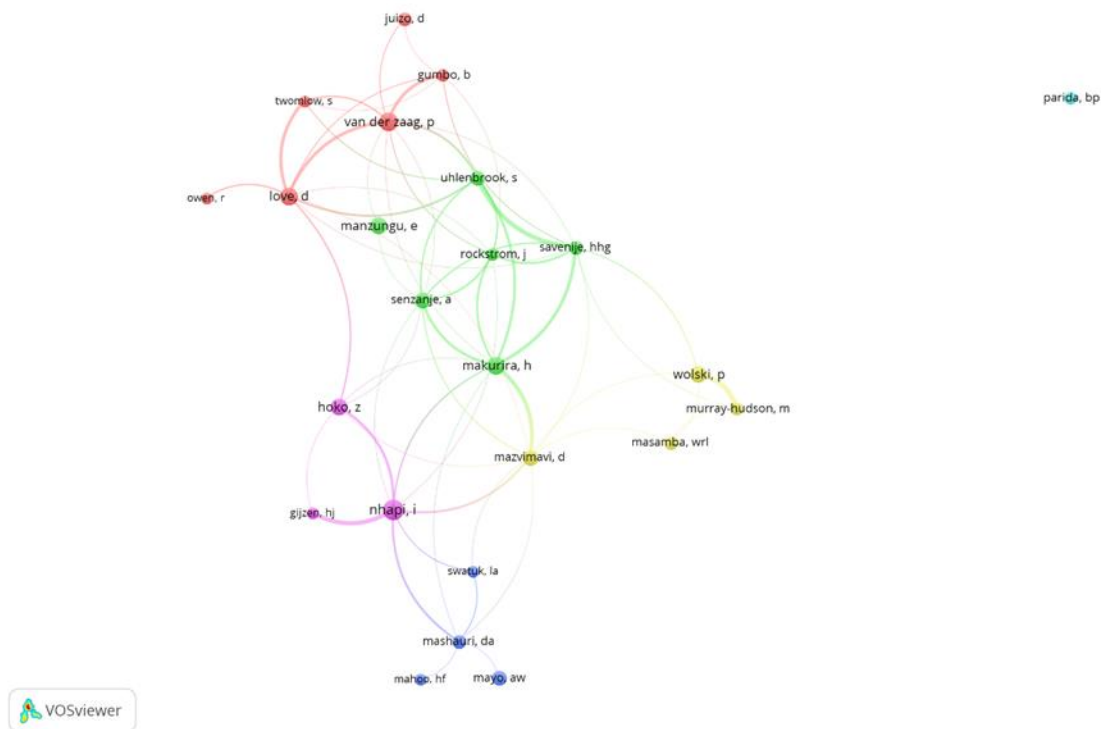 juizo, d
gumbo, b
parida, bp
twomlow, s
van der zaag, p
uhlenbrook, s
owen, r
love, d
manzungu, e
savenije, hhg
rockstrom, j
senzanje, a
makurira, h
wolski, p
hoko, z
murray-hudson, m
masamba, wrl
mazvimavi, d
nhapi, i
gijzen, hj
swatuk, la
mashauri, da
mahoo, hf
mayo, aw
VOSviewer